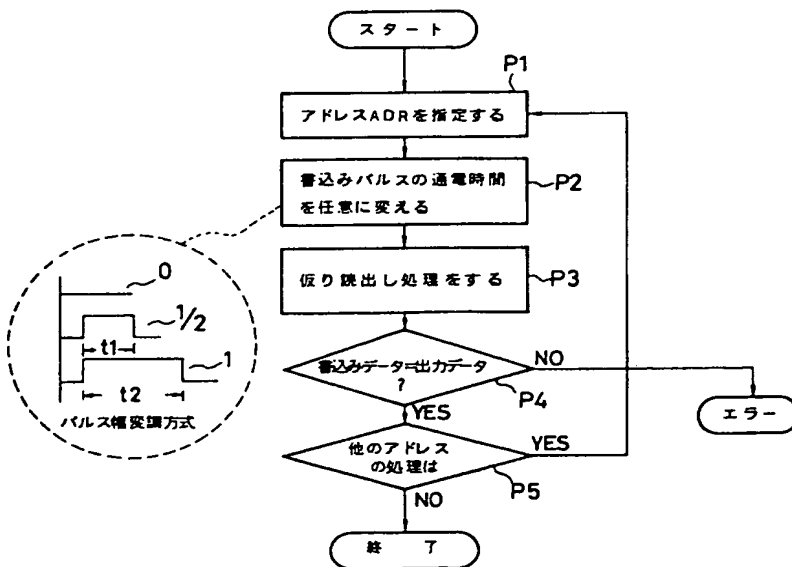 スタート
P1
アドレスADRを指定する
書込みパルスの通電時間
を任意に変える
P2
仮り読出し処理をする
P3
書込みデータ=出力データ
?
NO
P4
エラー
YES
他のアドレス
の処理は
YES
P5
NO
終 了
0
1/2
t1
1
t2
パルス幅変調方式